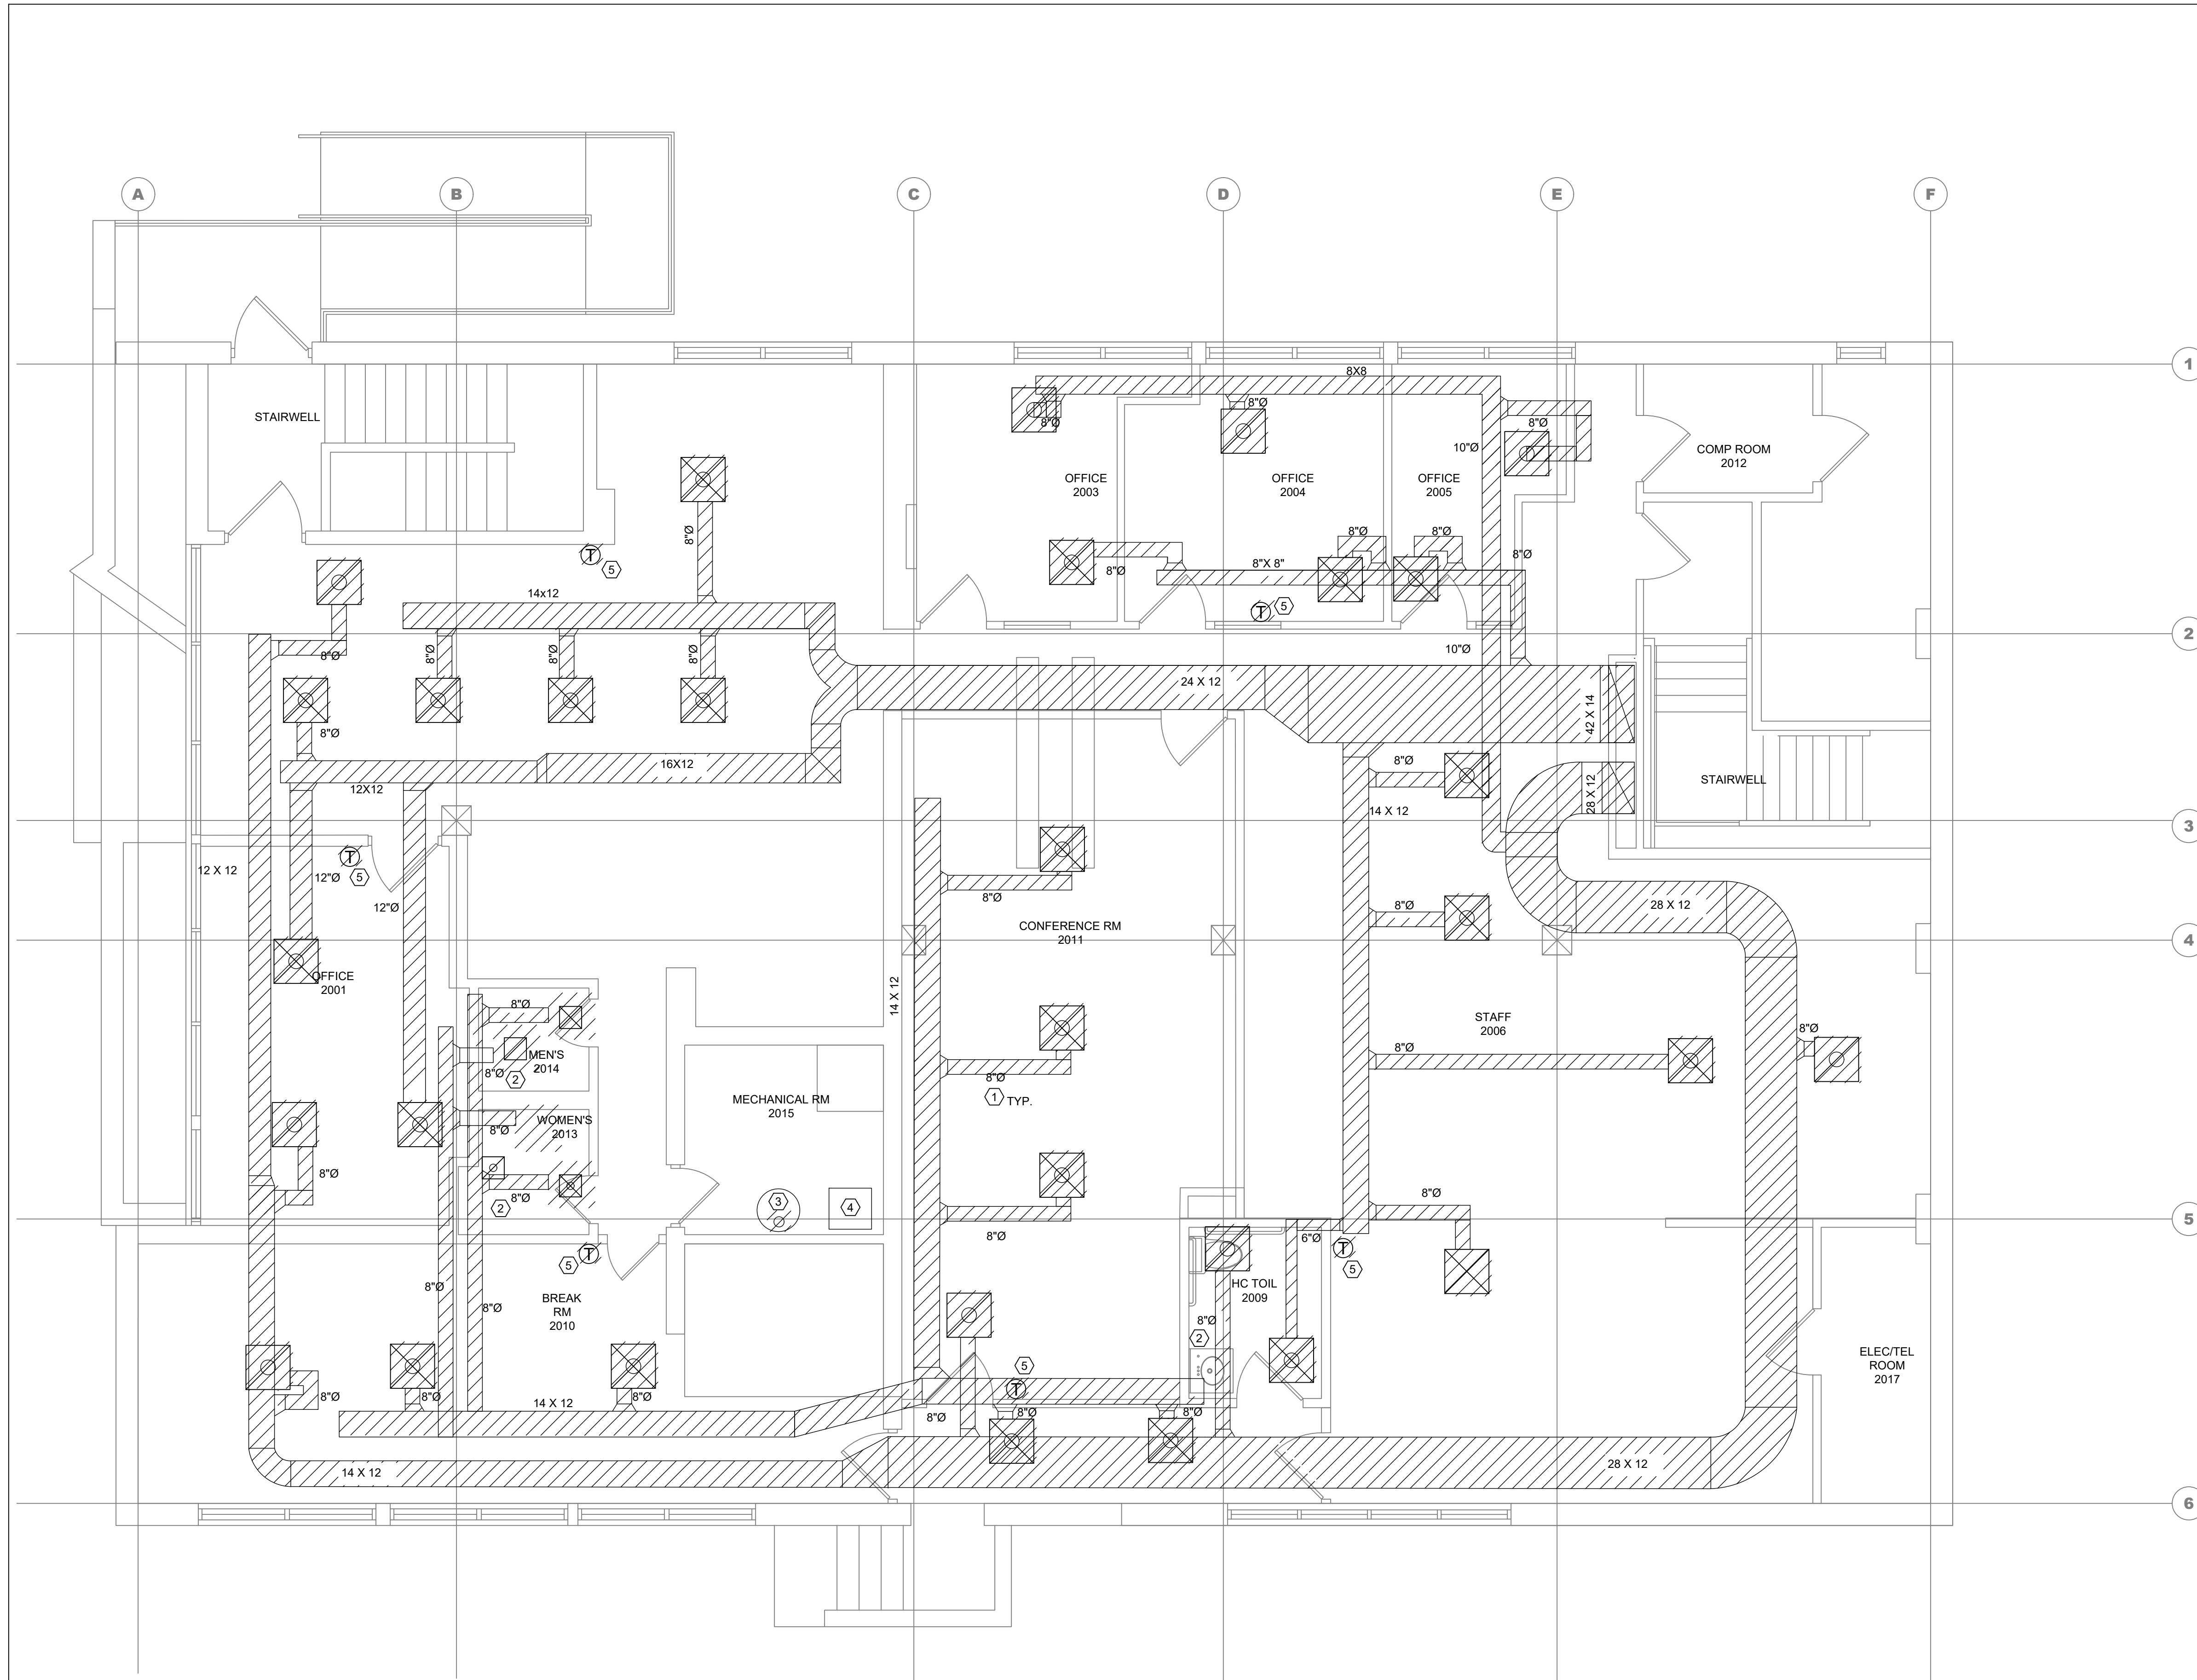 A
B
C
D
E
F
1
8X8
8"Ø
8"Ø
8"Ø
STAIRWELL
10"Ø
COMP ROOM
2012
OFFICE
2003
OFFICE
2004
OFFICE
2005
8"Ø
8"Ø
8"Ø
8"Ø
T
5
8"Ø
8"X 8"
14x12
T
5
2
8"Ø
8"Ø
8"Ø
8"Ø
10"Ø
24 X 12
42 X 14
8"Ø
16X12
8"Ø
STAIRWELL
12X12
28 X 12
14 X 12
3
T
5
12 X 12
12"Ø
12"Ø
8"Ø
8"Ø
28 X 12
CONFERENCE RM
2011
4
OFFICE
2001
14 X 12
8"Ø
STAFF
2006
8"Ø
8"Ø
MEN'S
2014
8"Ø
2
8"Ø
1
TYP.
MECHANICAL RM
2015
WOMEN'S
2013
8"Ø
8"Ø
8"Ø
2
3
4
8"Ø
5
8"Ø
6"Ø
T
5
T
5
HC TOIL
2009
8"Ø
8"Ø
BREAK
RM
2010
8"Ø
2
ELEC/TEL
ROOM
2017
5
T
8"Ø
8"Ø
8"Ø
14 X 12
8"Ø
8"Ø
8"Ø
14 X 12
28 X 12
6